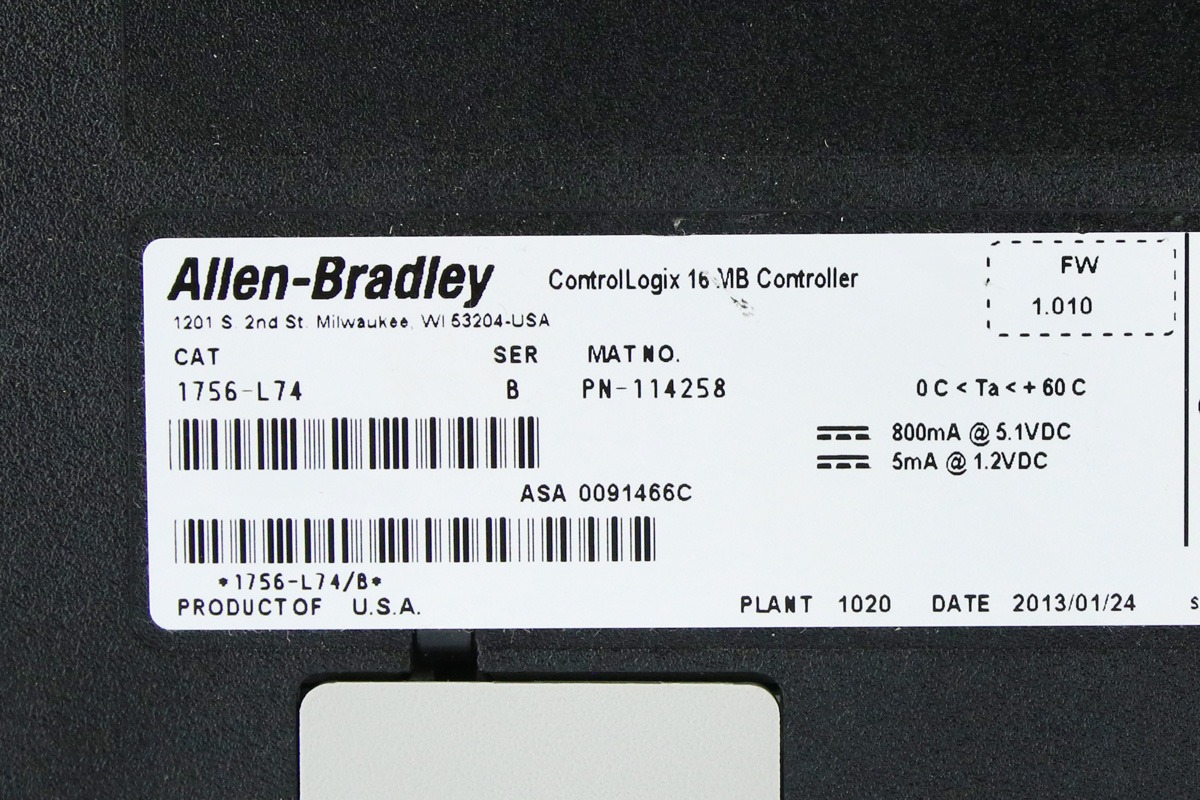 Allen-Bradley ControlLogix 16 MB Controller
FW
1.010
1201 S. 2nd St. Milwaukee, WI 53204-USA
CAT SER MAT NO.
1756-L74 B PN-114258
0 C < Ta < + 60 C
800mA @ 5.1VDC
5mA @ 1.2VDC
ASA 0091466C
*1756-L74/B*
PRODUCT OF U.S.A. PLANT 1020 DATE 2013/01/24